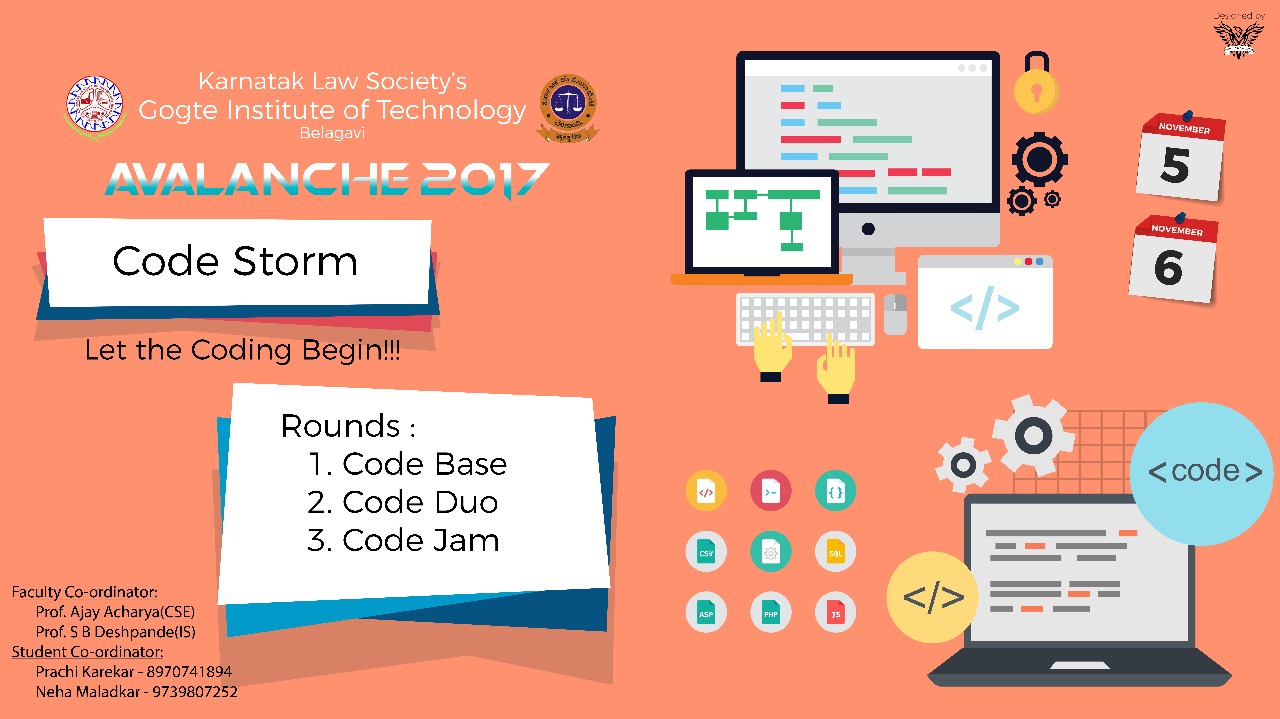 Designed by
Karnatak Law Society's
Gogte Institute of Technology
Belagavi
AVALANCHE 2017
Code Storm
Let the Coding Begin!!!
Rounds :
1. Code Base
2. Code Duo
3. Code Jam
Faculty Co-ordinator:
Prof. Ajay Acharya(CSE)
Prof. S B Deshpande(IS)
Student Co-ordinator:
Prachi Karekar - 8970741894
Neha Maladkar - 9739807252
NOVEMBER
5
NOVEMBER
6
</>
</>
>-
{ }
CSV
SQL
ASP
PHP
JS
<code>
</>